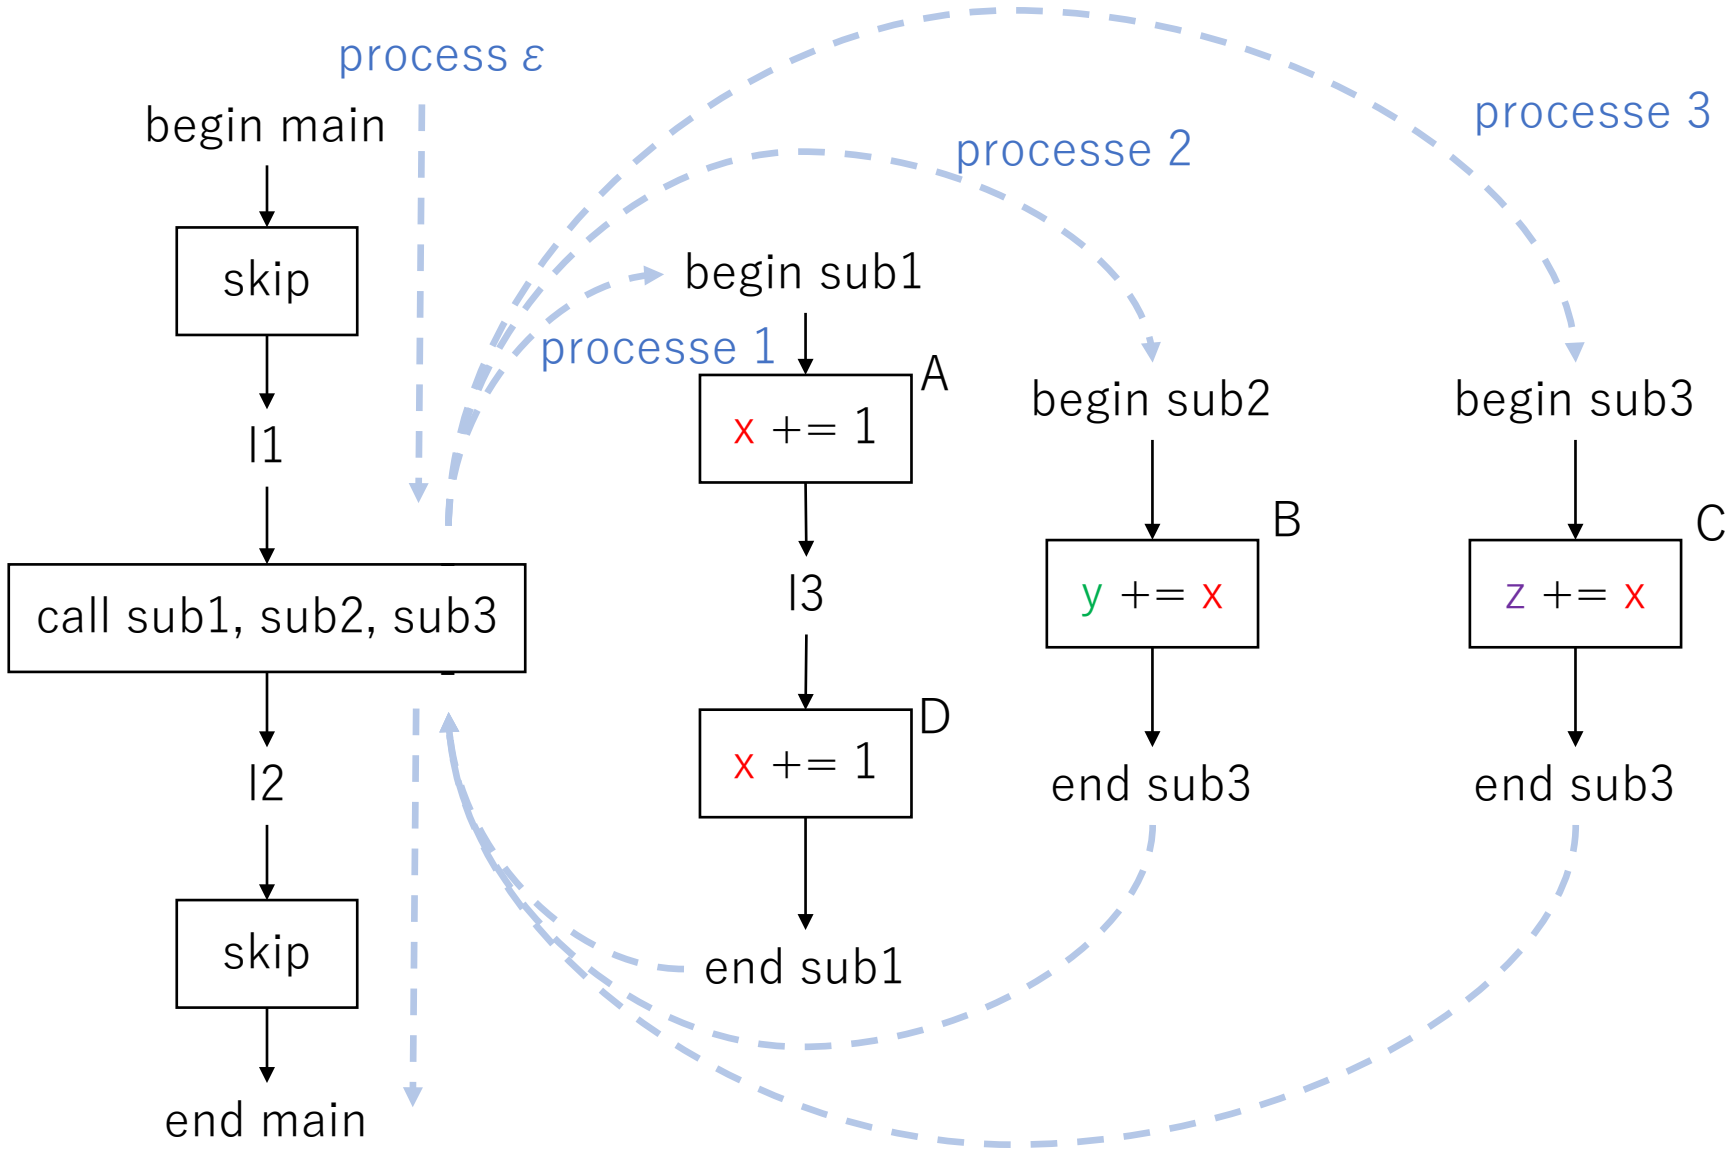 process ε
begin main
skip
l1
call sub1, sub2, sub3
l2
skip
end main
processe 1
begin sub1
A
x += 1
l3
D
x += 1
end sub1
processe 2
begin sub2
B
y += x
end sub3
processe 3
begin sub3
C
z += x
end sub3